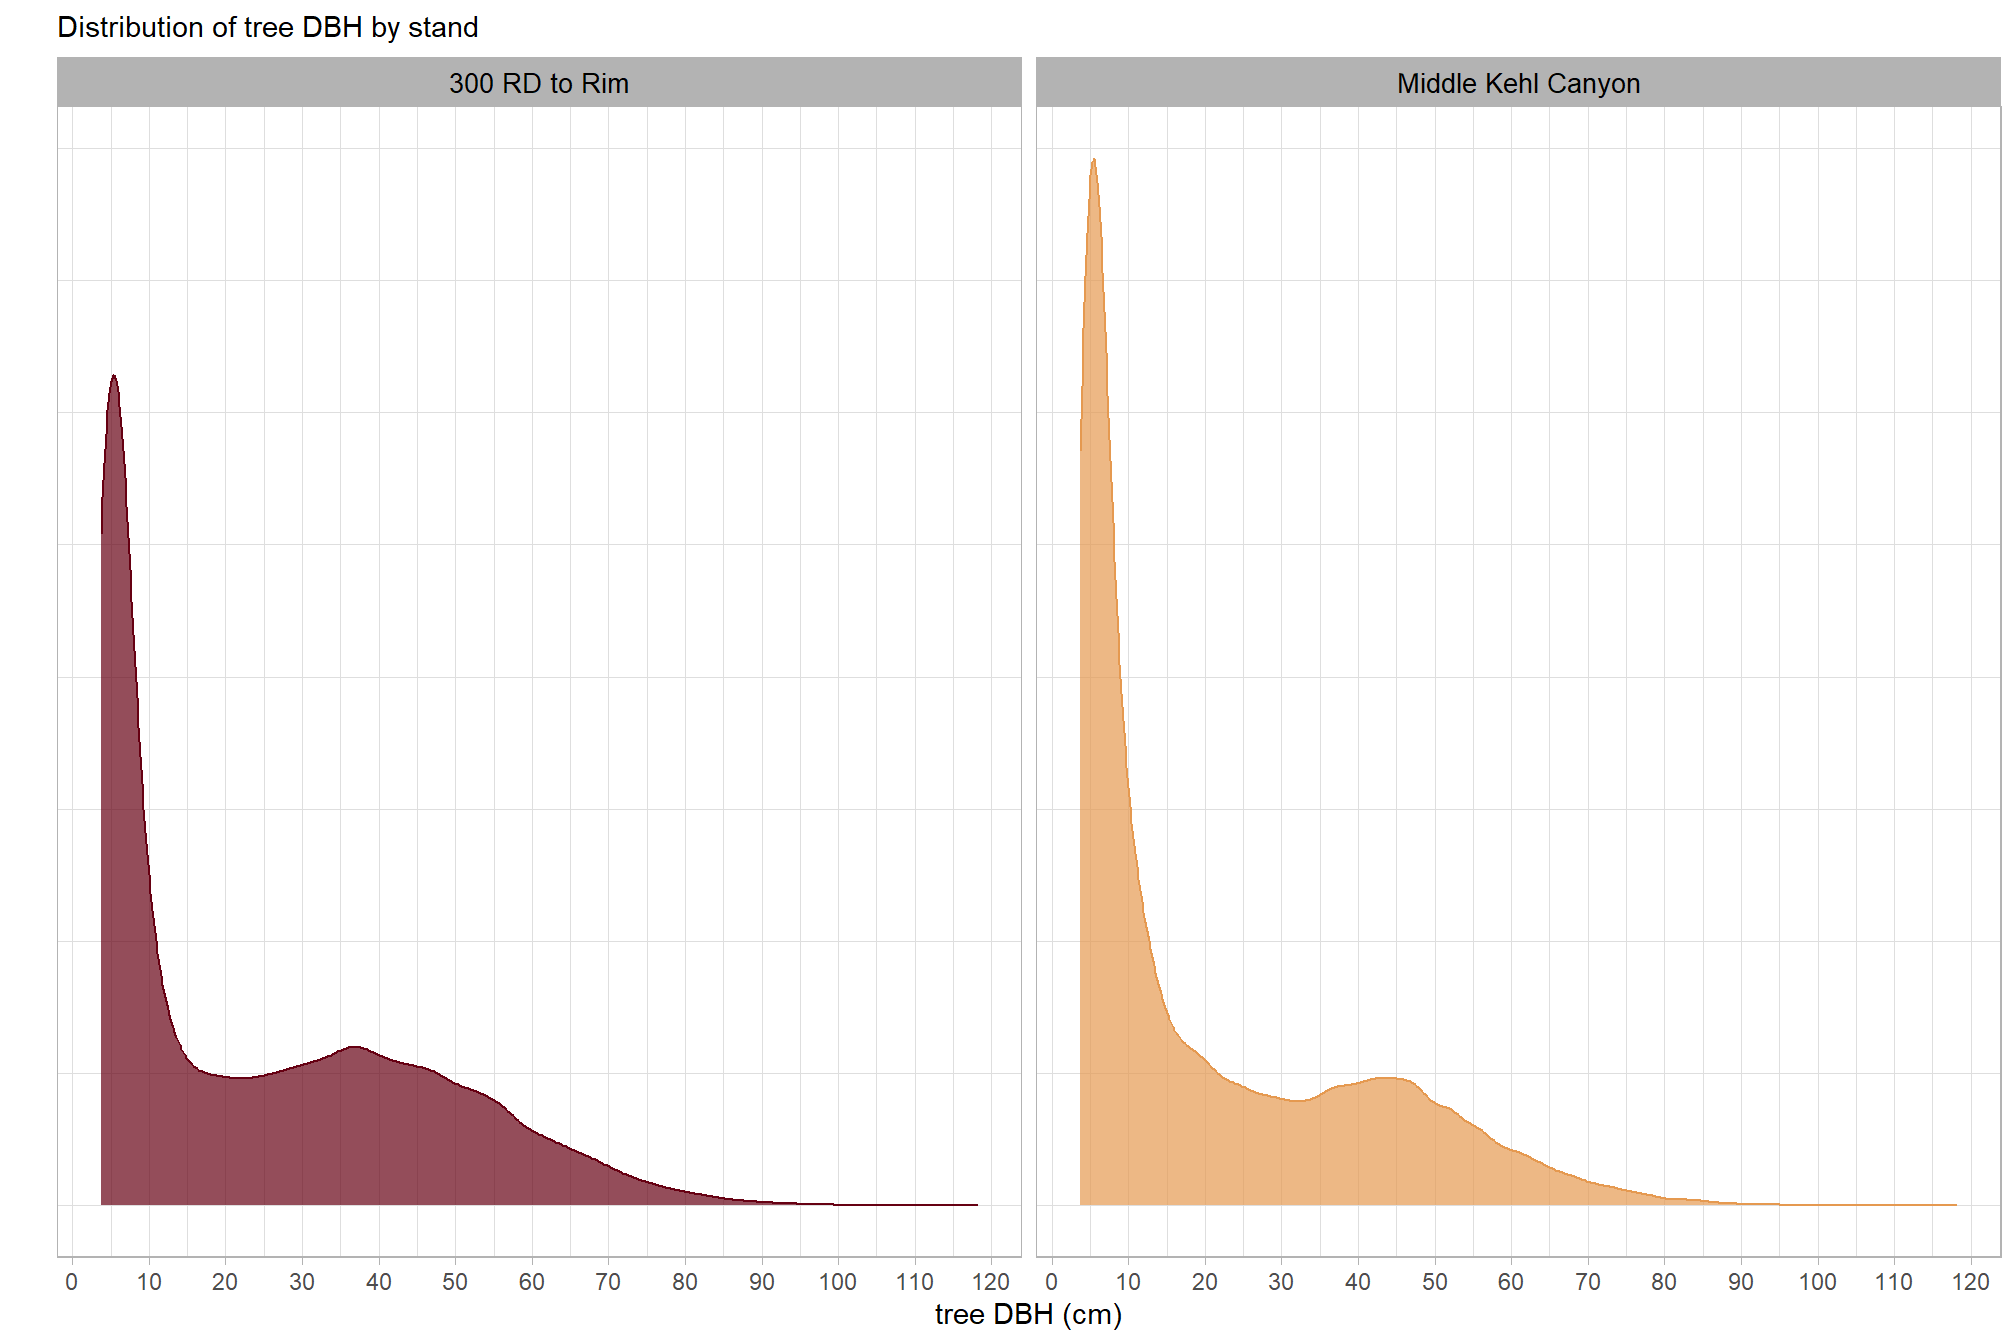 Distribution of tree DBH by stand
300 RD to Rim
Middle Kehl Canyon
0 10 20 30 40 50 60 70 80 90 100 110 120
0 10 20 30 40 50 60 70 80 90 100 110 120
tree DBH (cm)